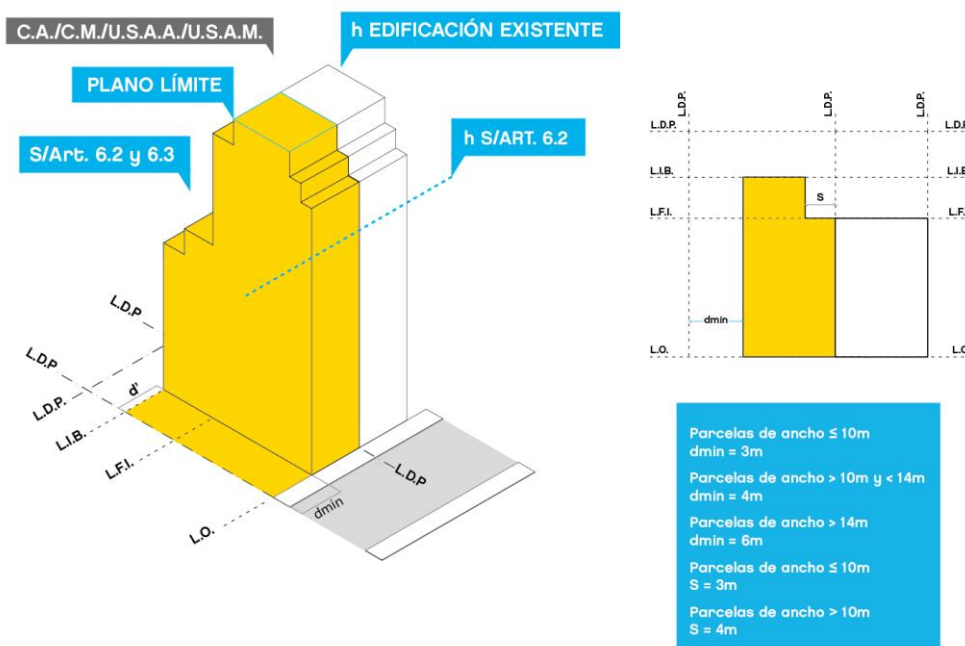 C.A./C.M./U.S.A.A./U.S.A.M.
h EDIFICACIÓN EXISTENTE
PLANO LÍMITE
S/Art. 6.2 y 6.3
h S/ART. 6.2
L.D.P
L.D.P
L.D.P.
d'
L.I.B.
L.F.I.
L.O.
dmin
L.D.P
L.D.P.
L.D.P.
L.D.P.
L.D.P.
L.D.P
L.I.B.
L.I.B
S
L.F.I.
L.F.
dmin
L.O.
L.O
Parcelas de ancho ≤ 10m
dmin = 3m
Parcelas de ancho > 10m y < 14m
dmin = 4m
Parcelas de ancho > 14m
dmin = 6m
Parcelas de ancho ≤ 10m
S = 3m
Parcelas de ancho > 10m
S = 4m